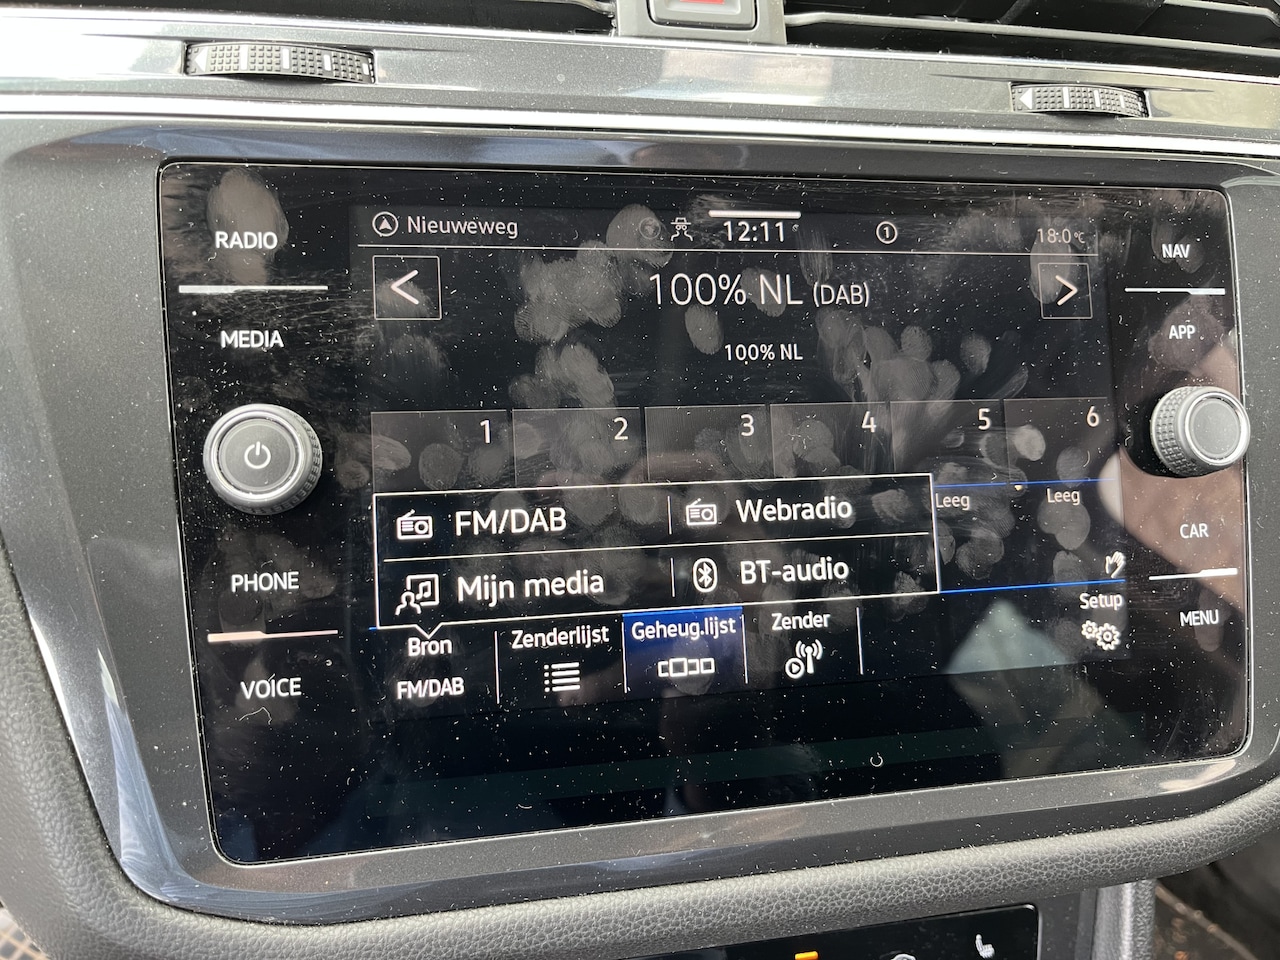 Nieuweweg 12:11 1 18.0 °C
RADIO
NAV
100% NL (DAB)
MEDIA
APP
100% NL
1 2 3 4 5 6
Leeg Leeg
FM/DAB Webradio
CAR
PHONE
Mijn media BT-audio
Setup
MENU
Bron Zenderlijst Geheug.lijst Zender
FM/DAB
VOICE